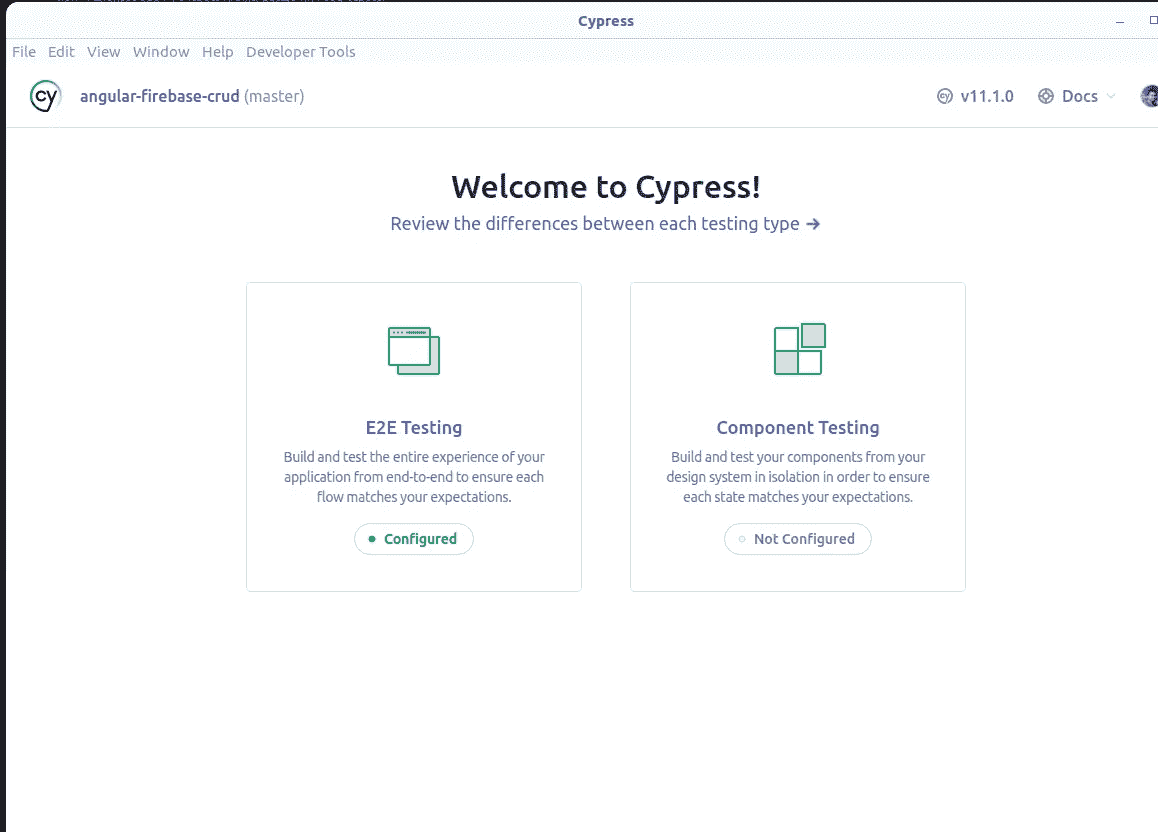 Cypress
File Edit View Window Help Developer Tools
cy angular-firebase-crud (master) cy v11.1.0 Docs
Welcome to Cypress!
Review the differences between each testing type →
E2E Testing
Build and test the entire experience of your
application from end-to-end to ensure each
flow matches your expectations.
Configured
Component Testing
Build and test your components from your
design system in isolation in order to ensure
each state matches your expectations.
Not Configured